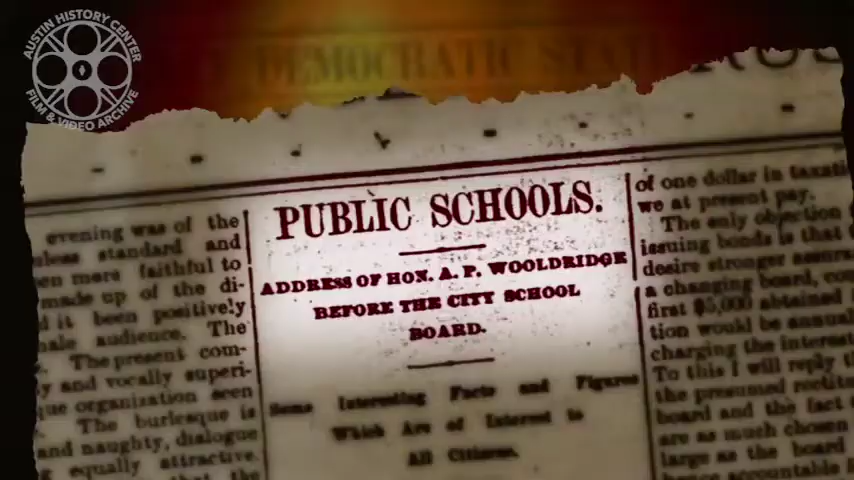 AUSTIN HISTORY CENTER
FILM & VIDEO ARCHIVE
DEMOCRATIC STAT
evening was of the
less standard and
en more faithful to
made up of the di-
d it been positively
ale audience. The
The present com-
y and vocally superi-
que organization seen
The burlesque is
and naughty, dialogue
equally attractive.
that the
PUBLIC SCHOOLS.
ADDRESS OF HON. A. P. WOOLDRIDGE
BEFORE THE CITY SCHOOL
BOARD.
Some Interesting Facts and Figures
Which Are of Interest to
All Citizens.
of one dollar in taxati
we at present pay.
The only objection
issuing bonds is that
desire stronger
a changing board,
first $5,000 obtained
tion would be annual
charging the interest
To this I will reply
the presumed
board and the fact
are as much chosen
large as the board
hence accountable